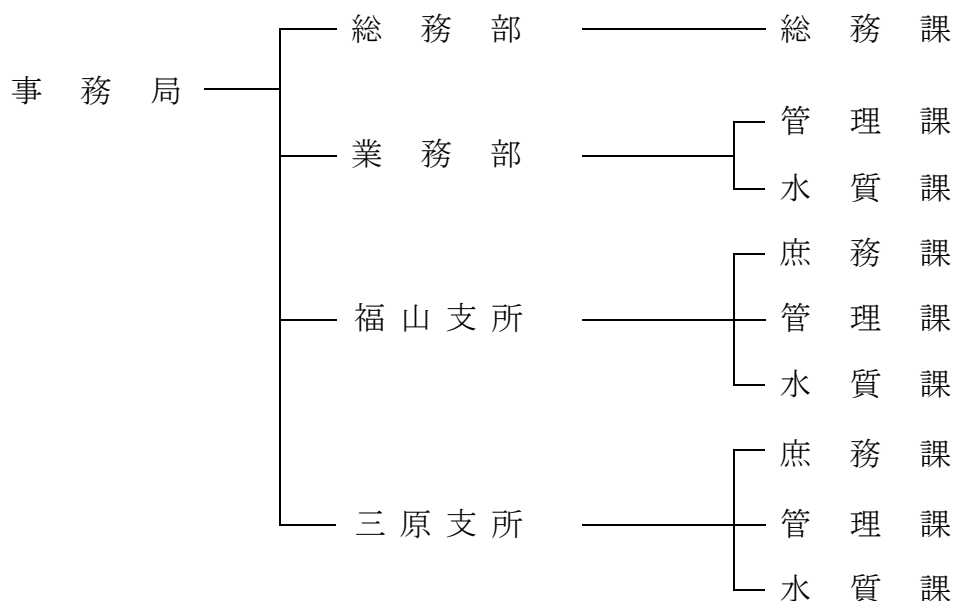 総務部 総務課
事務局
管理課
業務部
水質課
庶務課
福山支所 管理課
水質課
庶務課
三原支所 管理課
水質課